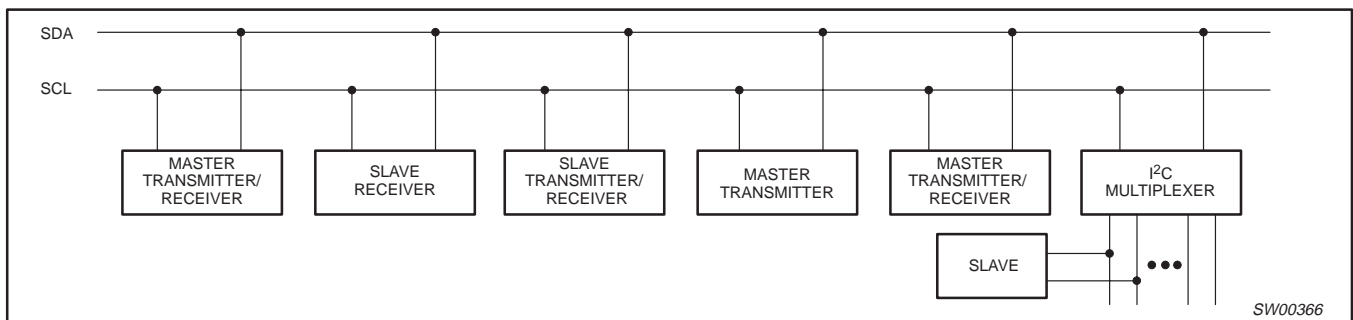 SDA
SCL
MASTER
TRANSMITTER/
RECEIVER
SLAVE
RECEIVER
SLAVE
TRANSMITTER/
RECEIVER
MASTER
TRANSMITTER
MASTER
TRANSMITTER/
RECEIVER
I²C
MULTIPLEXER
SLAVE
SW00366